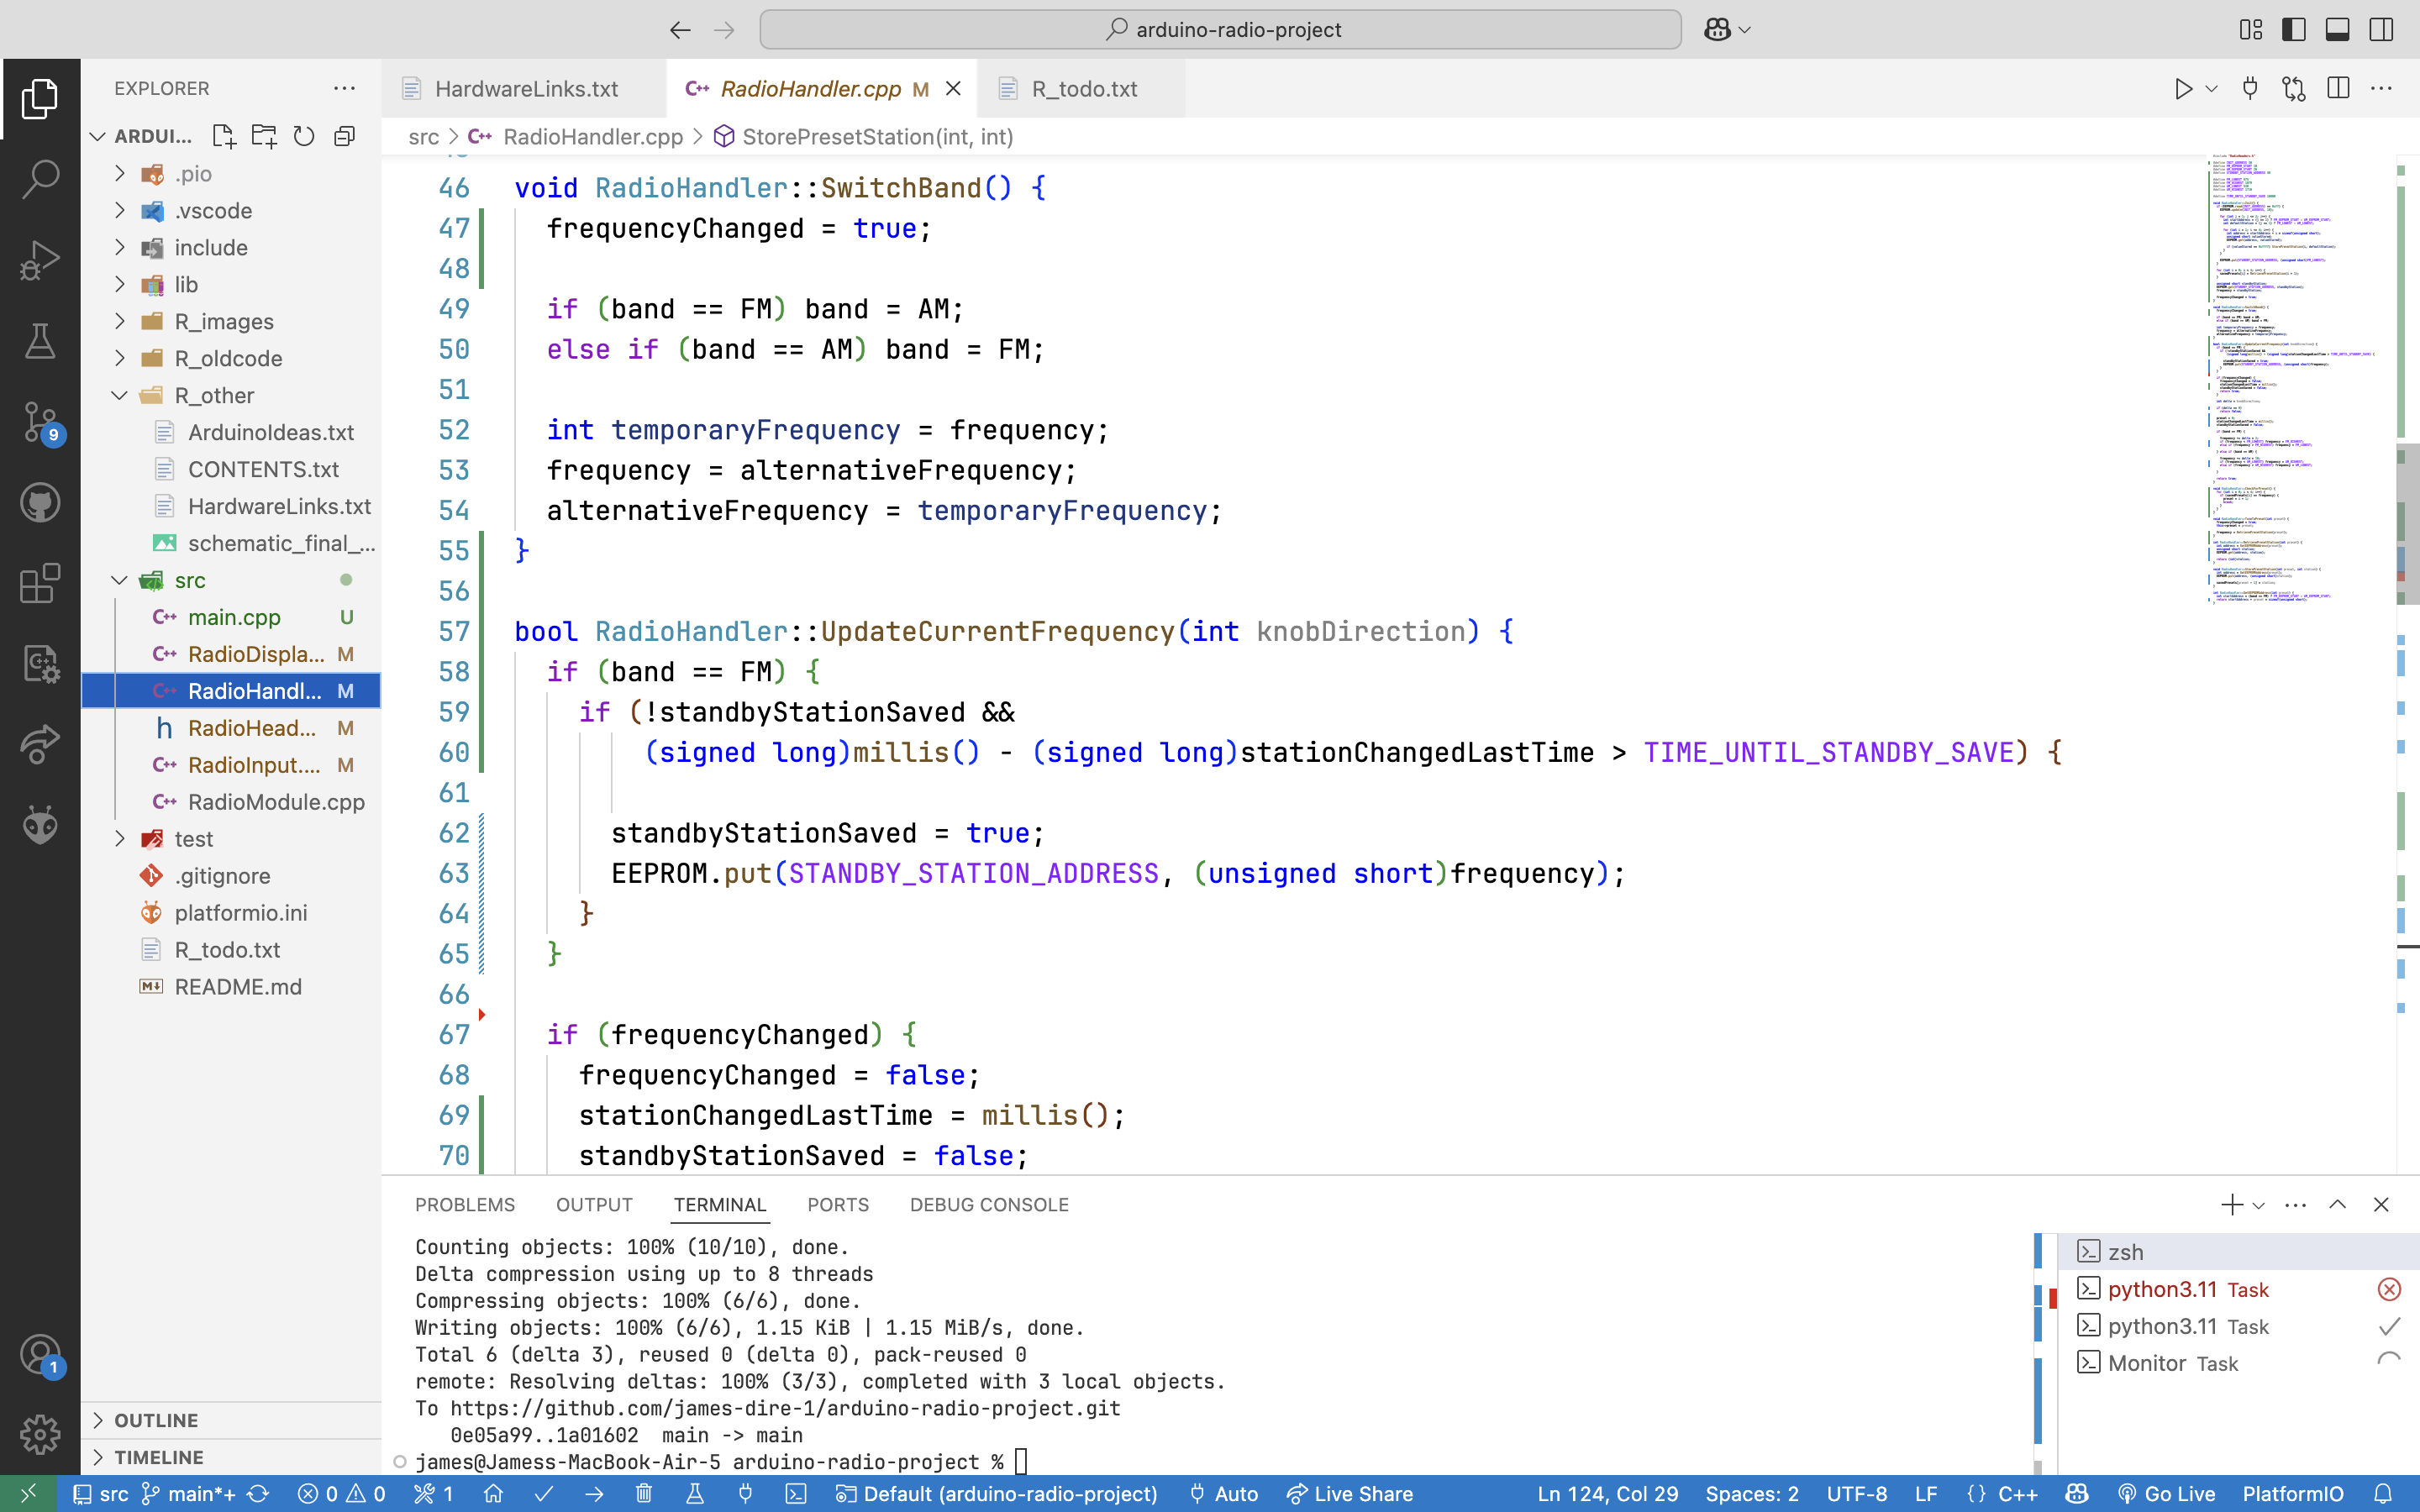 arduino-radio-project
EXPLORER
ARDUI...
.pio
.vscode
include
lib
R_images
R_oldcode
R_other
ArduinoIdeas.txt
CONTENTS.txt
HardwareLinks.txt
schematic_final_...
src
main.cpp U
RadioDispla... M
RadioHandl... M
RadioHead... M
RadioInput.... M
RadioModule.cpp
test
.gitignore
platformio.ini
R_todo.txt
README.md
OUTLINE
TIMELINE
9
1
HardwareLinks.txt
RadioHandler.cpp M
R_todo.txt
src > RadioHandler.cpp > StorePresetStation(int, int)
46 void RadioHandler::SwitchBand() {
47 frequencyChanged = true;
48
49 if (band == FM) band = AM;
50 else if (band == AM) band = FM;
51
52 int temporaryFrequency = frequency;
53 frequency = alternativeFrequency;
54 alternativeFrequency = temporaryFrequency;
55 }
56
57 bool RadioHandler::UpdateCurrentFrequency(int knobDirection) {
58 if (band == FM) {
59 if (!standbyStationSaved &&
60 (signed long)millis() - (signed long)stationChangedLastTime > TIME_UNTIL_STANDBY_SAVE) {
61
62 standbyStationSaved = true;
63 EEPROM.put(STANDBY_STATION_ADDRESS, (unsigned short)frequency);
64 }
65 }
66
67 if (frequencyChanged) {
68 frequencyChanged = false;
69 stationChangedLastTime = millis();
70 standbyStationSaved = false;
PROBLEMS OUTPUT TERMINAL PORTS DEBUG CONSOLE
Counting objects: 100% (10/10), done.
Delta compression using up to 8 threads
Compressing objects: 100% (6/6), done.
Writing objects: 100% (6/6), 1.15 KiB | 1.15 MiB/s, done.
Total 6 (delta 3), reused 0 (delta 0), pack-reused 0
remote: Resolving deltas: 100% (3/3), completed with 3 local objects.
To https://github.com/james-dire-1/arduino-radio-project.git
0e05a99..1a01602 main -> main
james@Jamess-MacBook-Air-5 arduino-radio-project %
zsh
python3.11 Task
python3.11 Task
Monitor Task
src main*+ 0 0 1 Default (arduino-radio-project) Auto Live Share Ln 124, Col 29 Spaces: 2 UTF-8 LF {} C++ Go Live PlatformIO